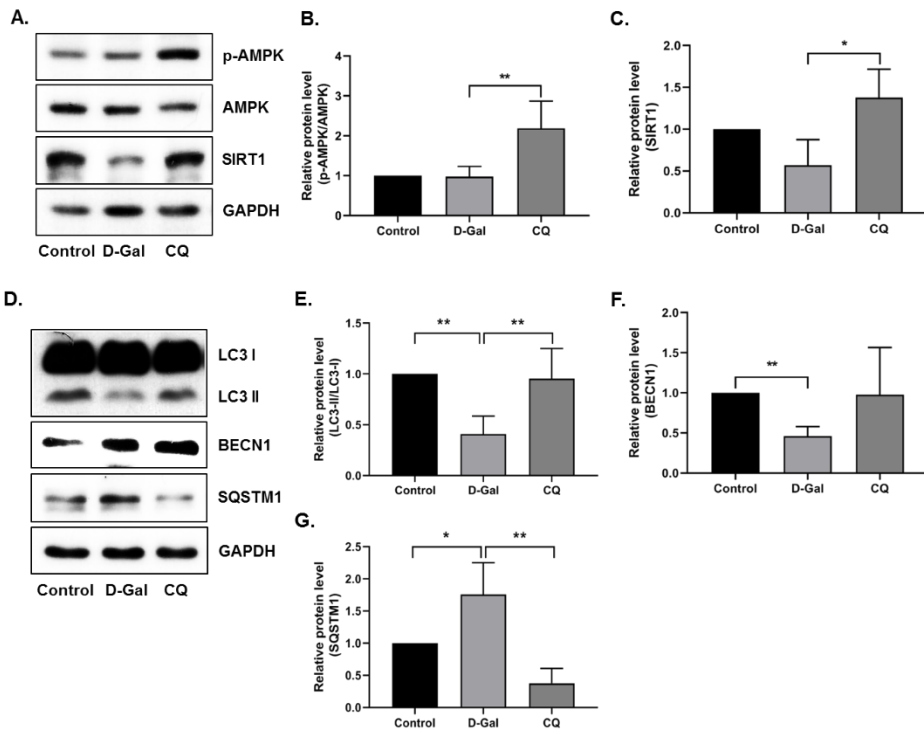 A.
p-AMPK
AMPK
SIRT1
GAPDH
Control D-Gal CQ
B.
Relative protein level
(p-AMPK/AMPK)
6
4
2
1
0
**
Control D-Gal CQ
C.
Relative protein level
(SIRT1)
2.0
1.5
1.0
0.5
0.0
*
Control D-Gal CQ
D.
LC3 I
LC3 II
BECN1
SQSTM1
GAPDH
Control D-Gal CQ
E.
Relative protein level
(LC3-II/LC3-I)
1.5
1.0
0.5
0.0
** **
Control D-Gal CQ
F.
Relative protein level
(BECN1)
2.0
1.5
1.0
0.5
0.0
**
Control D-Gal CQ
G.
Relative protein level
(SQSTM1)
2.5
2.0
1.5
1.0
0.5
0.0
* **
Control D-Gal CQ